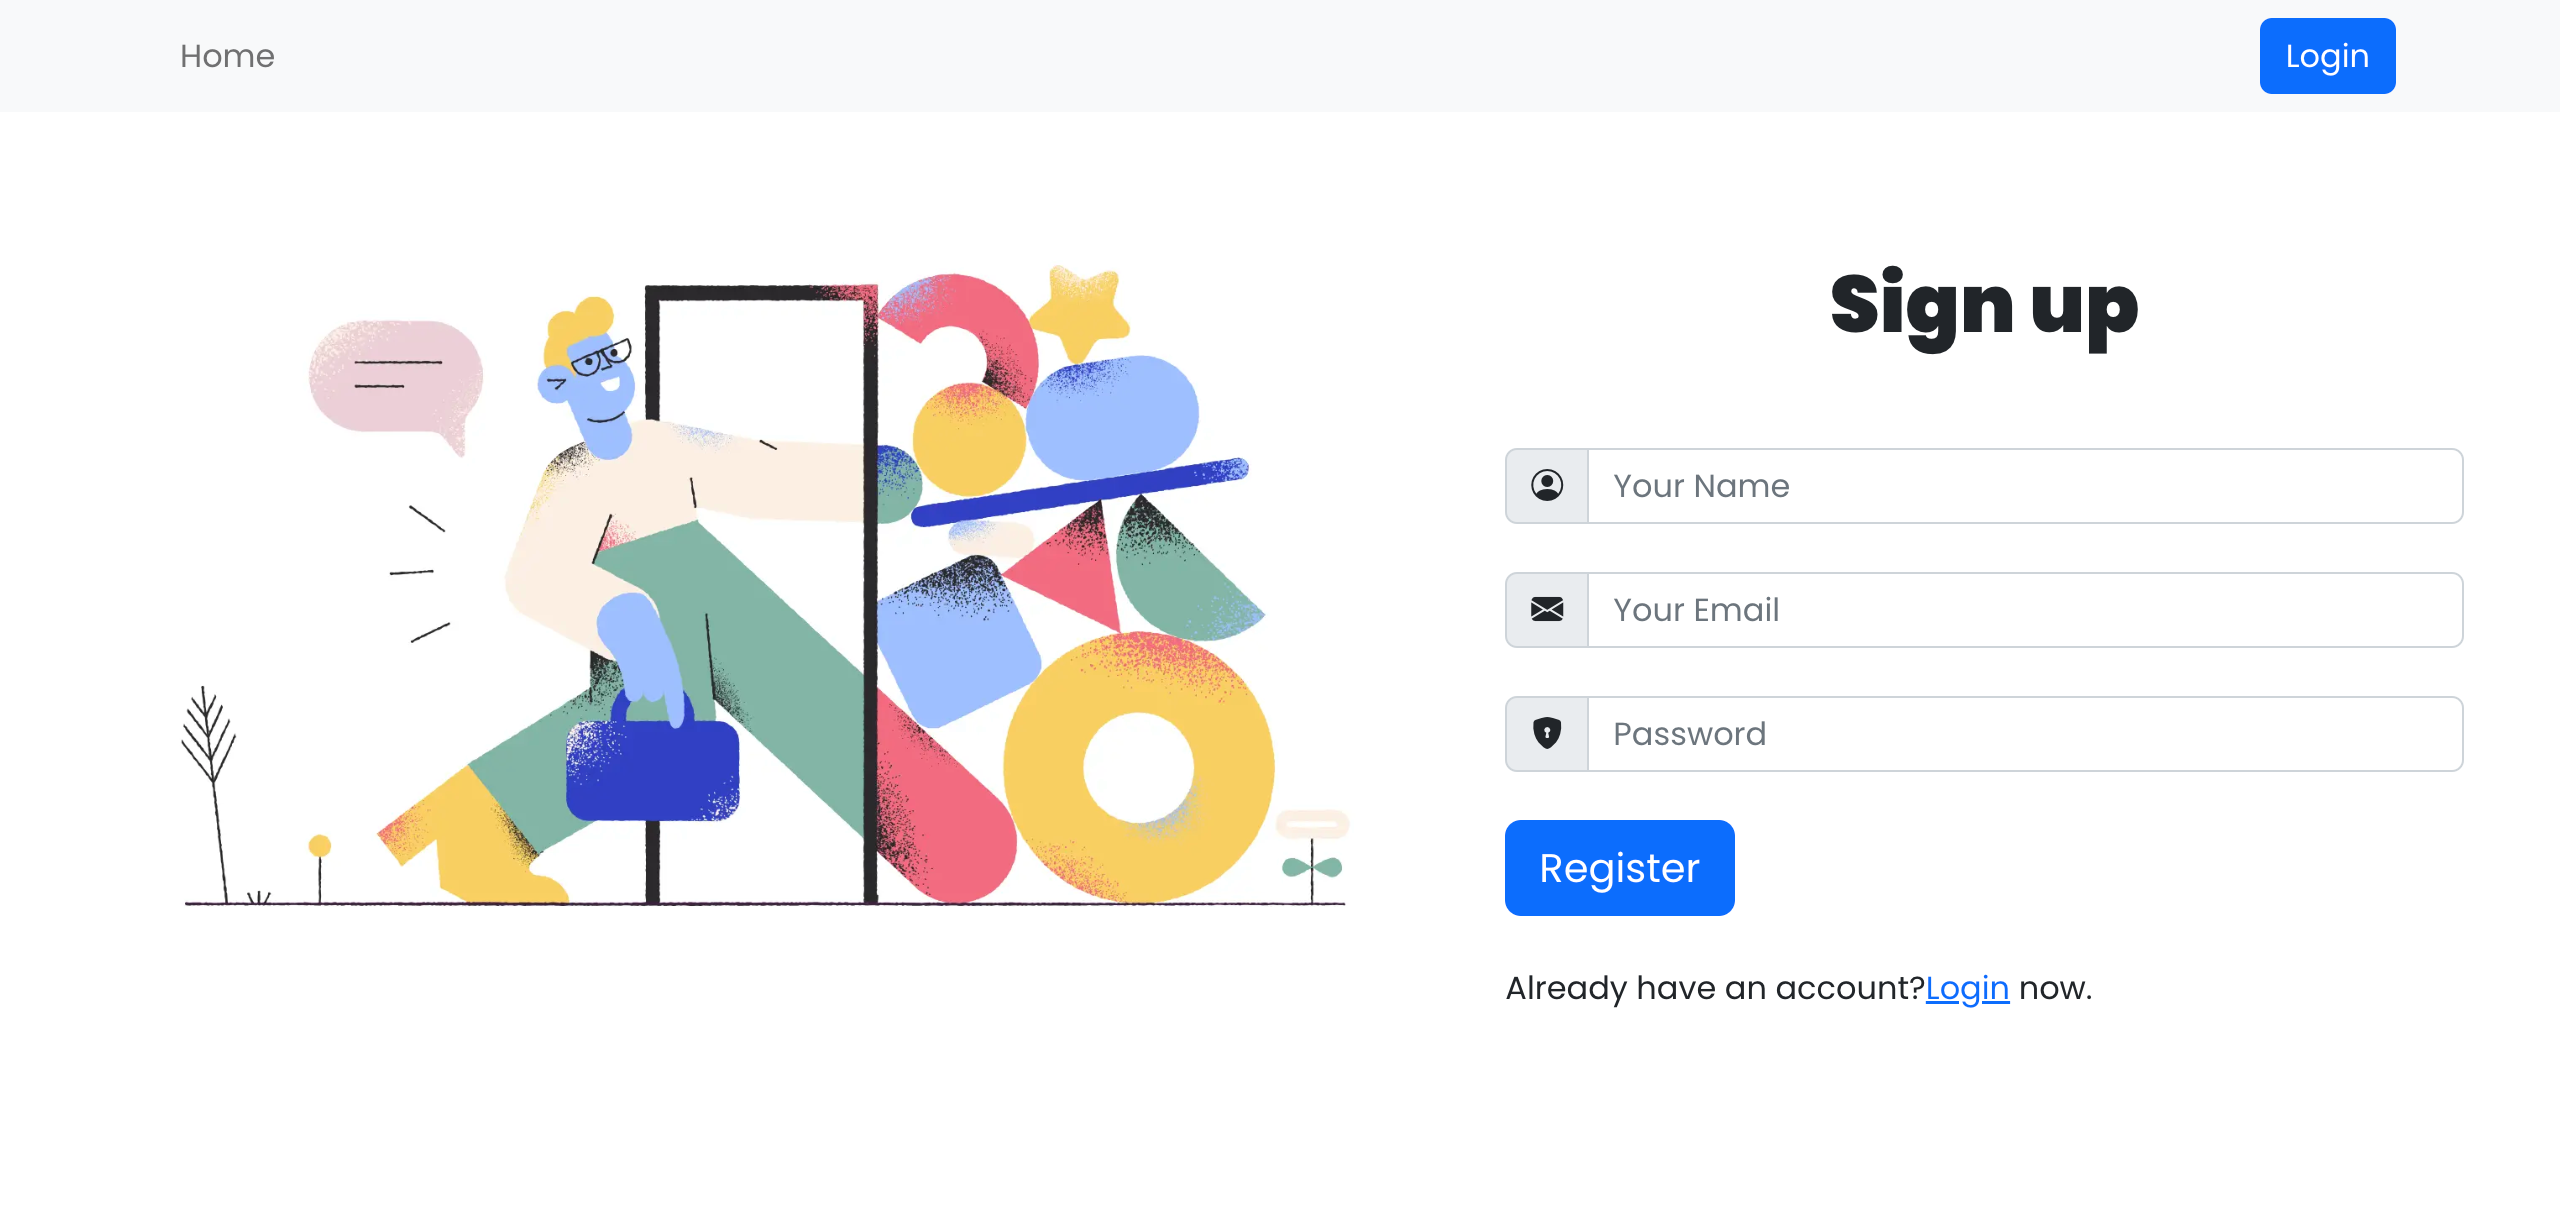 Home
Login
Sign up
Your Name
Your Email
Password
Register
Already have an account?Login now.